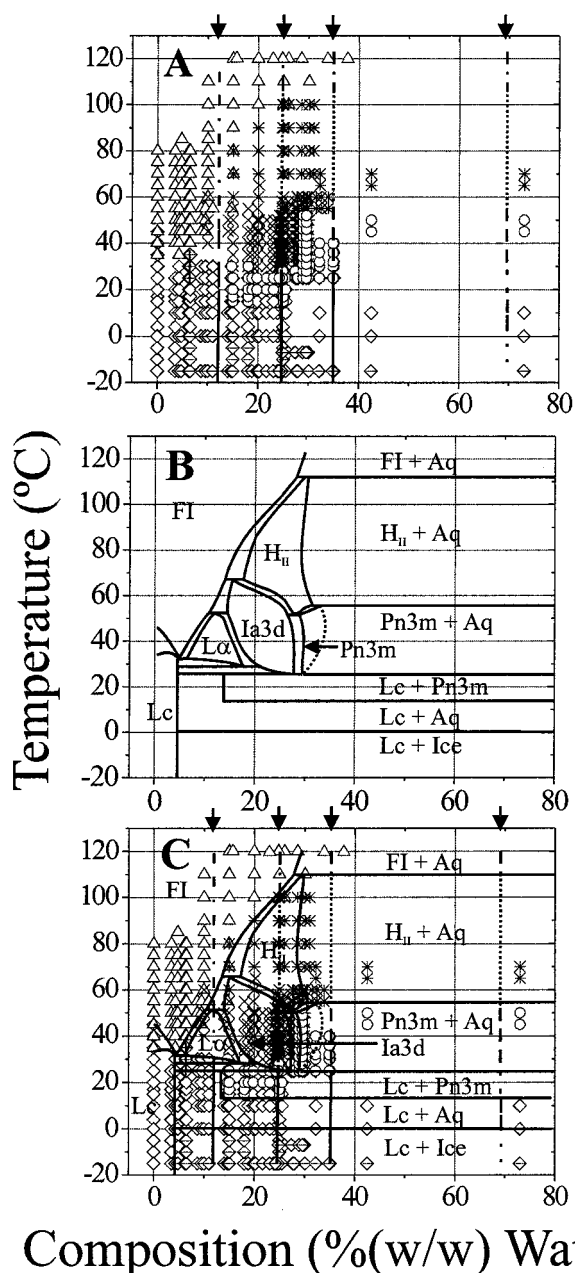 A
120
100
80
60
40
20
0
-20
0 20 40 60 80
Temperature (ºC)
B
120
100
80
60
40
20
0
-20
FI + Aq
FI
H_II
H_II + Aq
Ia3d
Lα
Pn3m + Aq
Pn3m
Lc + Pn3m
Lc
Lc + Aq
Lc + Ice
0 20 40 60 80
C
120
100
80
60
40
20
0
-20
FI + Aq
FI
H
H_II + Aq
Lα
Pn3m + Aq
Ia3d
Lc + Pn3m
Lc
Lc + Aq
Lc + Ice
0 20 40 60 80
Composition (%(w/w) Wa